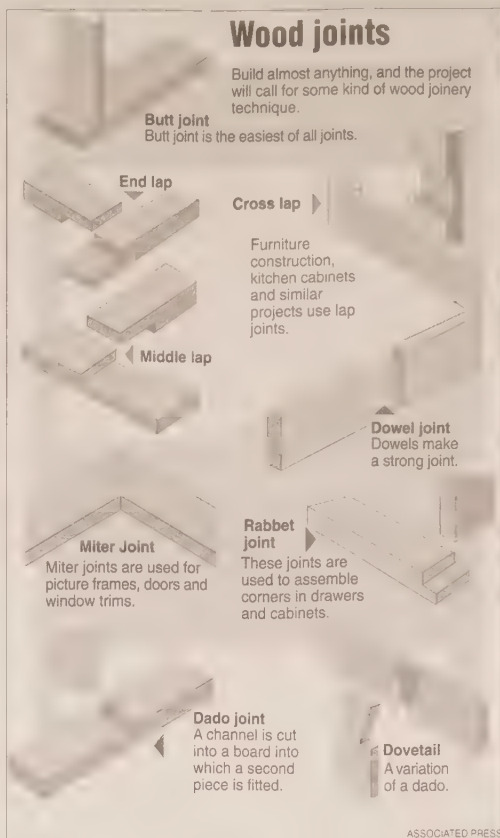 Wood joints
Build almost anything, and the project
will call for some kind of wood joinery
technique.
Butt joint
Butt joint is the easiest of all joints.
End lap
Cross lap
Furniture
construction,
kitchen cabinets
and similar
projects use lap
joints.
Middle lap
Dowel joint
Dowels make
a strong joint.
Miter Joint
Miter joints are used for
picture frames, doors and
window trims.
Rabbet
joint
These joints are
used to assemble
corners in drawers
and cabinets.
Dado joint
A channel is cut
into a board into
which a second
piece is fitted.
Dovetail
A variation
of a dado.
ASSOCIATED PRESS